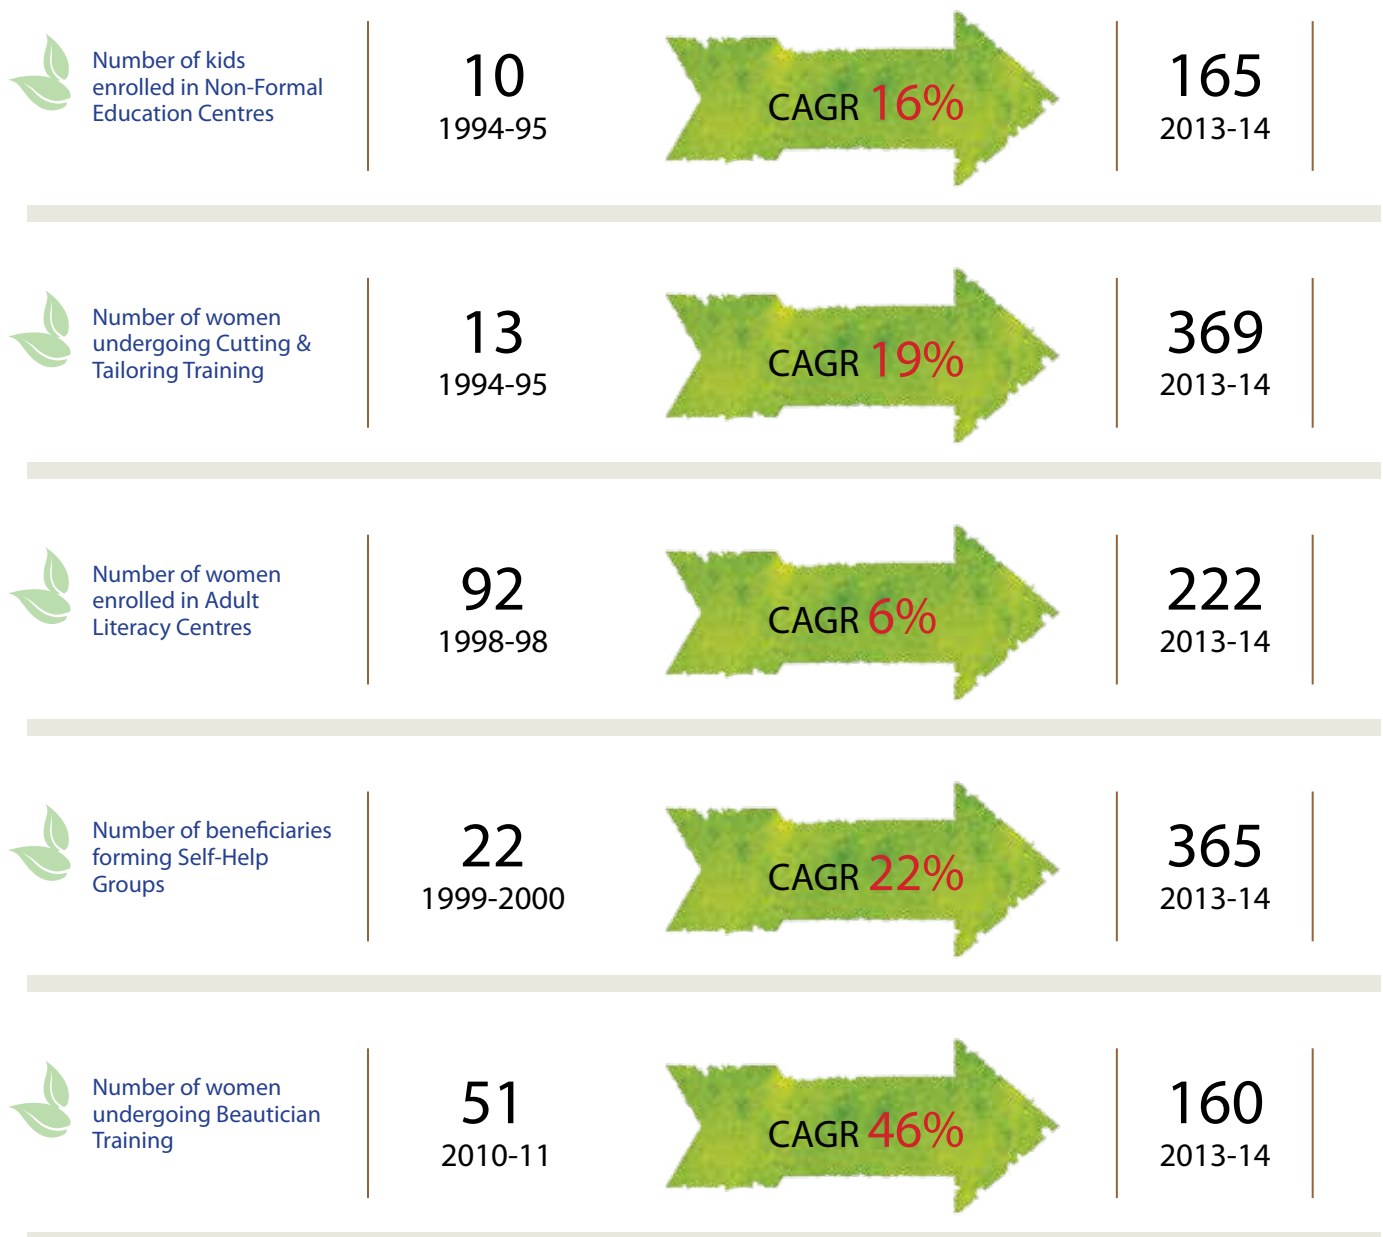 Number of kids
enrolled in Non-Formal
Education Centres
10
1994-95
CAGR 16%
165
2013-14
Number of women
undergoing Cutting &
Tailoring Training
13
1994-95
CAGR 19%
369
2013-14
Number of women
enrolled in Adult
Literacy Centres
92
1998-98
CAGR 6%
222
2013-14
Number of beneficiaries
forming Self-Help
Groups
22
1999-2000
CAGR 22%
365
2013-14
Number of women
undergoing Beautician
Training
51
2010-11
CAGR 46%
160
2013-14